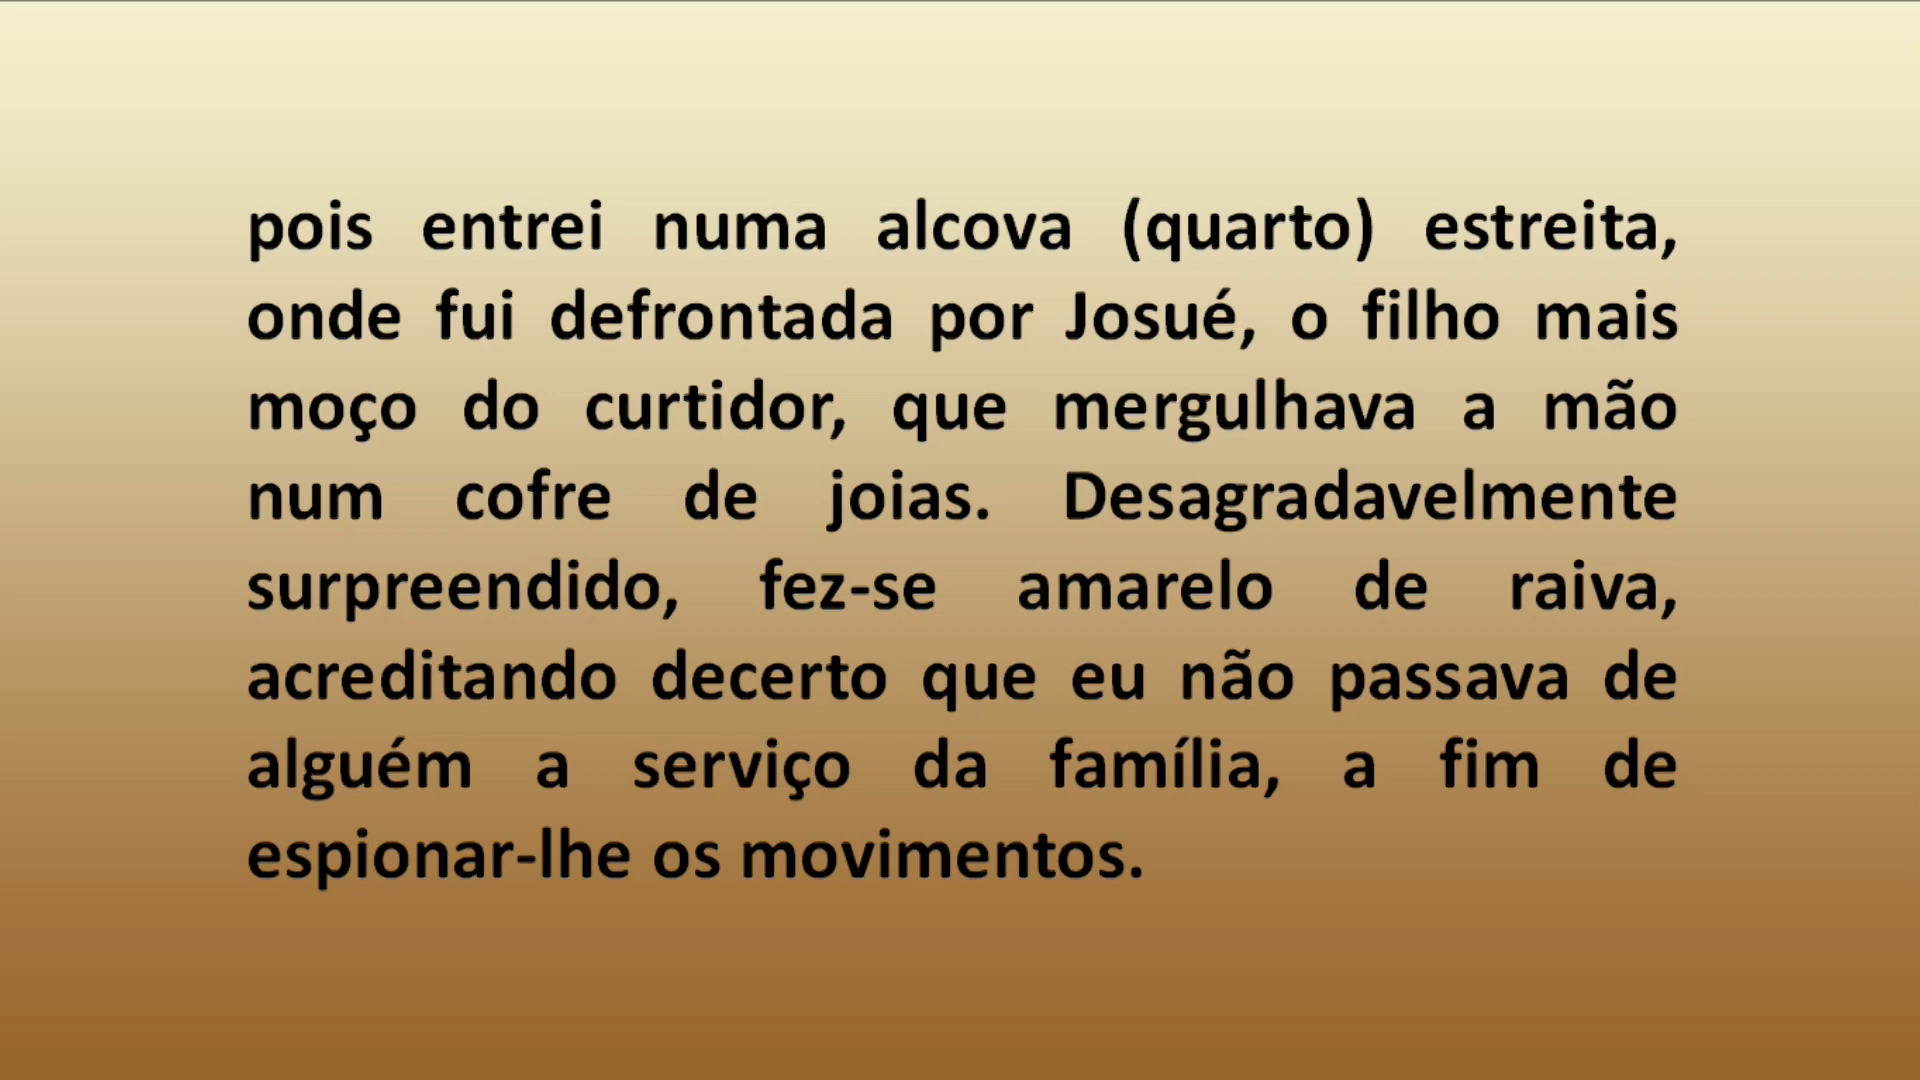 pois entrei numa alcova (quarto) estreita,
onde fui defrontada por Josué, o filho mais
moço do curtidor, que mergulhava a mão
num cofre de joias. Desagradavelmente
surpreendido, fez-se amarelo de raiva,
acreditando decerto que eu não passava de
alguém a serviço da família, a fim de
espionar-lhe os movimentos.